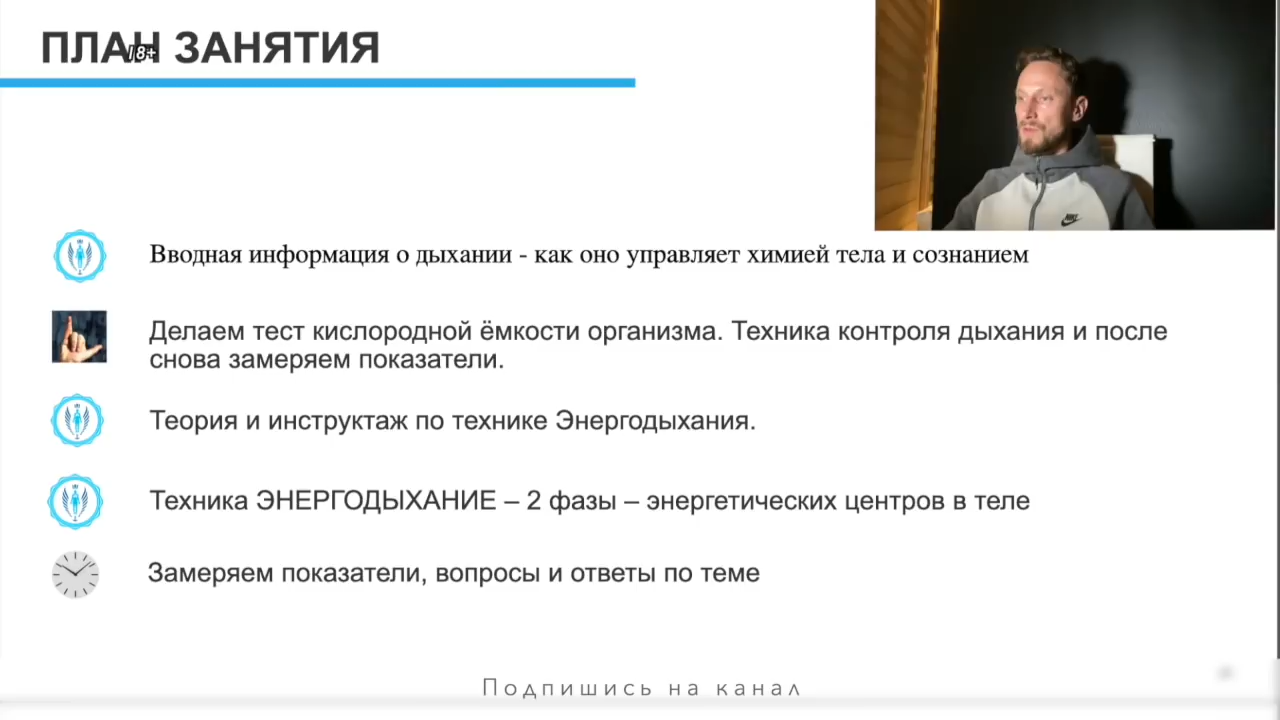 ПЛАН ЗАНЯТИЯ
18+
Вводная информация о дыхании - как оно управляет химией тела и сознанием
Делаем тест кислородной ёмкости организма. Техника контроля дыхания и после
снова замеряем показатели.
Теория и инструктаж по технике Энергодыхания.
Техника ЭНЕРГОДЫХАНИЕ – 2 фазы – энергетических центров в теле
Замеряем показатели, вопросы и ответы по теме
Подпишись на канал